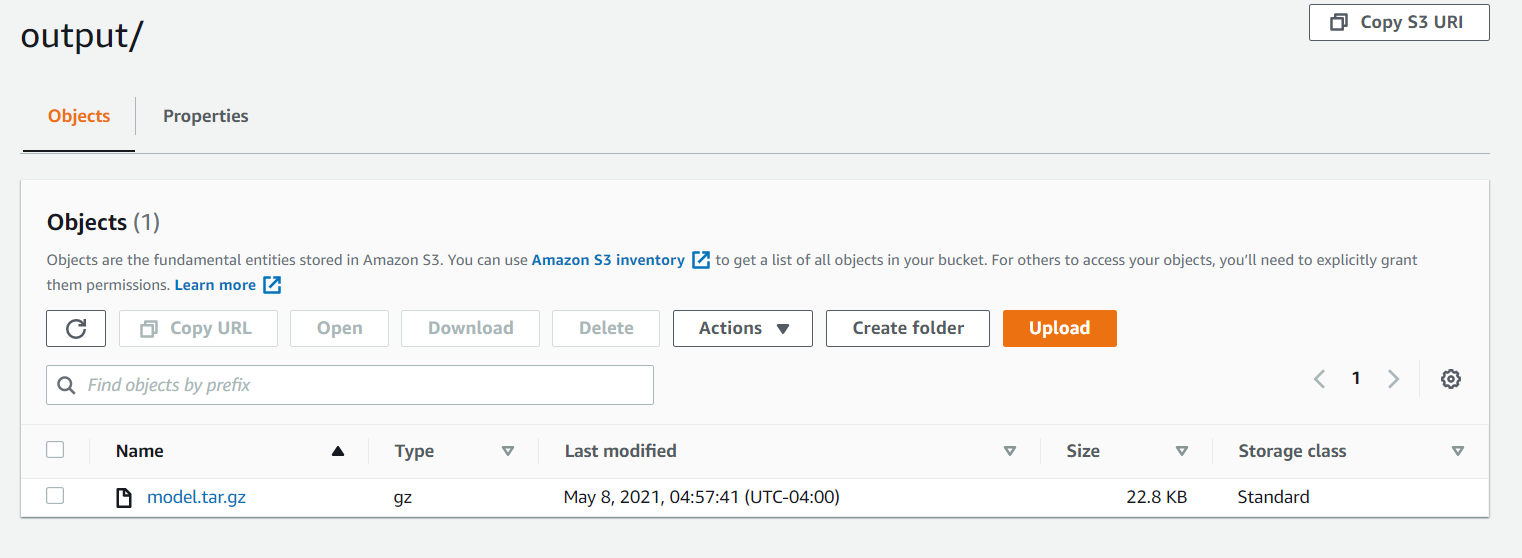 output/
Copy S3 URI
Objects
Properties
Objects (1)
Objects are the fundamental entities stored in Amazon S3. You can use Amazon S3 inventory to get a list of all objects in your bucket. For others to access your objects, you'll need to explicitly grant
them permissions. Learn more
Copy URL Open Download Delete Actions Create folder Upload
Find objects by prefix
1
Name Type Last modified Size Storage class
model.tar.gz gz May 8, 2021, 04:57:41 (UTC-04:00) 22.8 KB Standard